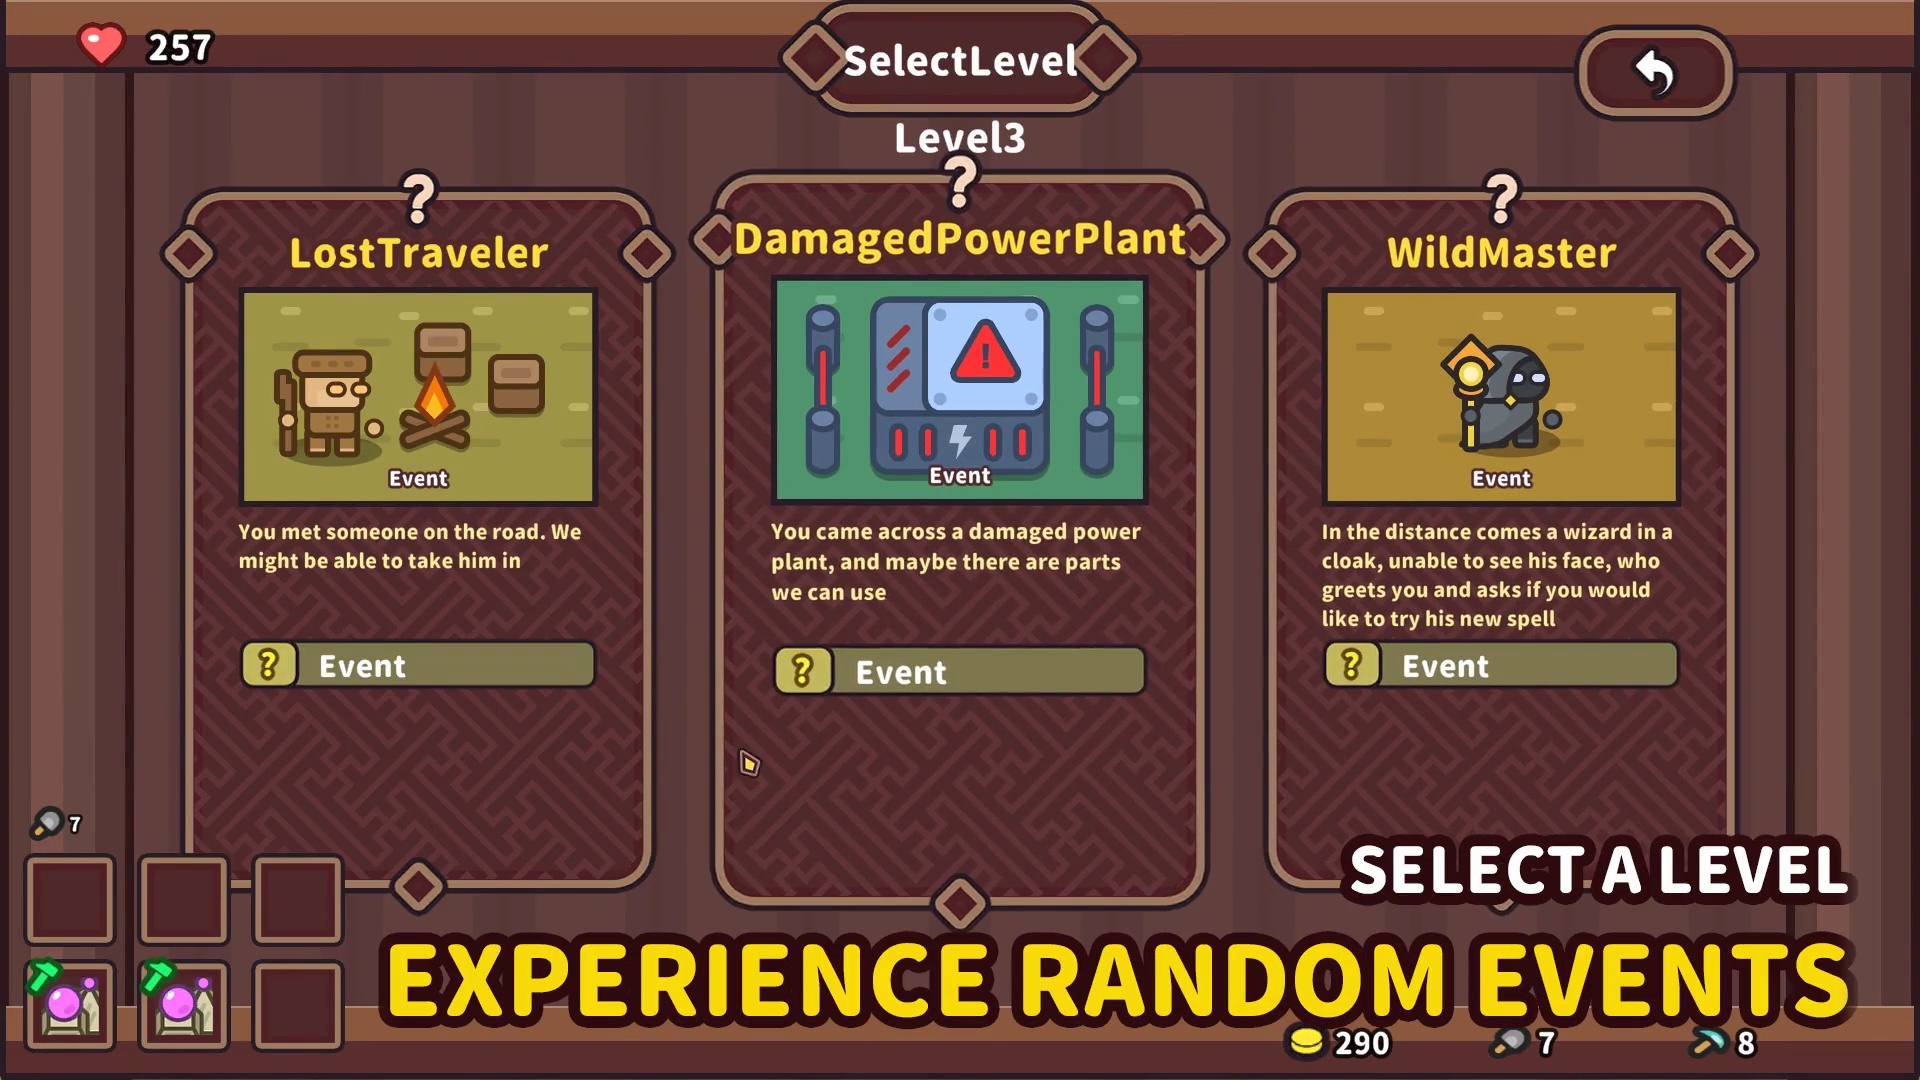 257
SelectLevel
Level3
?
?
?
LostTraveler
DamagedPowerPlant
WildMaster
!
Event
Event
Event
You met someone on the road. We
might be able to take him in
You came across a damaged power
plant, and maybe there are parts
we can use
In the distance comes a wizard in a
cloak, unable to see his face, who
greets you and asks if you would
like to try his new spell
? Event
? Event
? Event
7
SELECT A LEVEL
EXPERIENCE RANDOM EVENTS
290
7
8